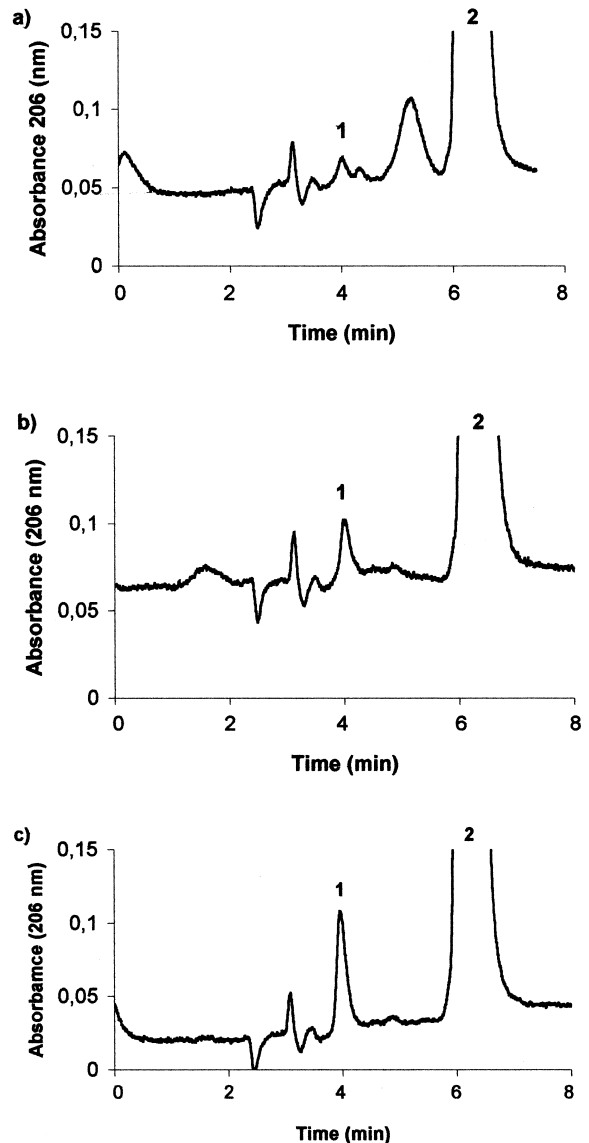 a)
2
0,15
0,1
1
0,05
0
Absorbance 206 (nm)
0 2 4 6 8
Time (min)
b)
2
0,15
1
0,1
0,05
0
Absorbance (206 nm)
0 2 4 6 8
Time (min)
c)
2
0,15
1
0,1
0,05
0
Absorbamce (206 nm)
0 2 4 6 8
Time (min)